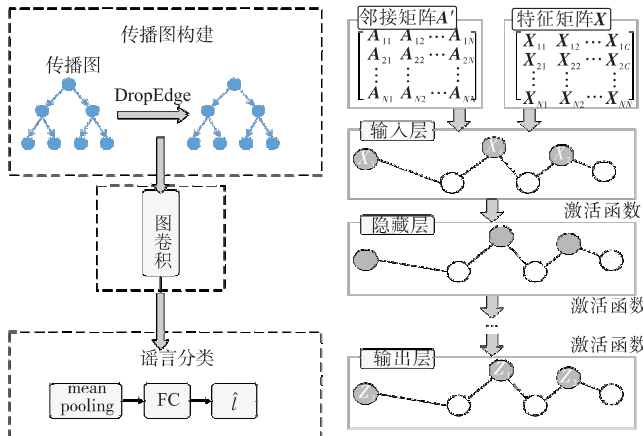 传播图构建
传播图
DropEdge
图卷积
谣言分类
mean
pooling
FC
l̂
邻接矩阵A′
A11 A12 ⋯ A1N
A21 A22 ⋯ A2N
⋮ ⋮ ⋮
AN1 AN2 ⋯ ANN
特征矩阵X
X11 X12 ⋯ X1C
X21 X22 ⋯ X2C
⋮ ⋮ ⋮
XN1 XN2 ⋯ XNN
输入层
X X X
激活函数
隐藏层
激活函数
激活函数
输出层
Z Z Z